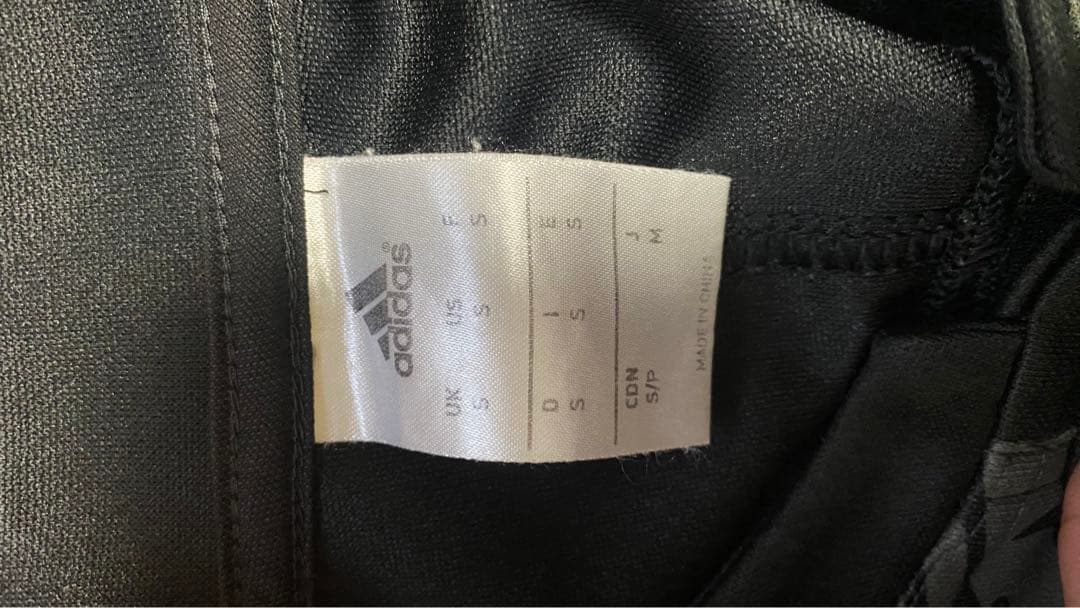 adidas®
UK US F
S S S
D I E
S S S
CDN J
S/P M
MADE IN CHINA